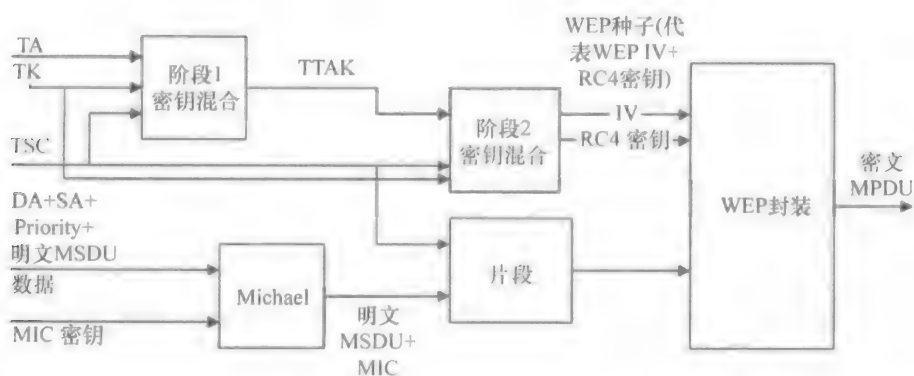 TA
TK
阶段1
密钥混合
TTAK
WEP种子(代
表WEP IV+
RC4密钥)
阶段2
密钥混合
IV
RC4 密钥
TSC
DA+SA+
Priority+
明文MSDU
数据
MIC 密钥
Michael
明文
MSDU+
MIC
片段
WEP封装
密文
MPDU